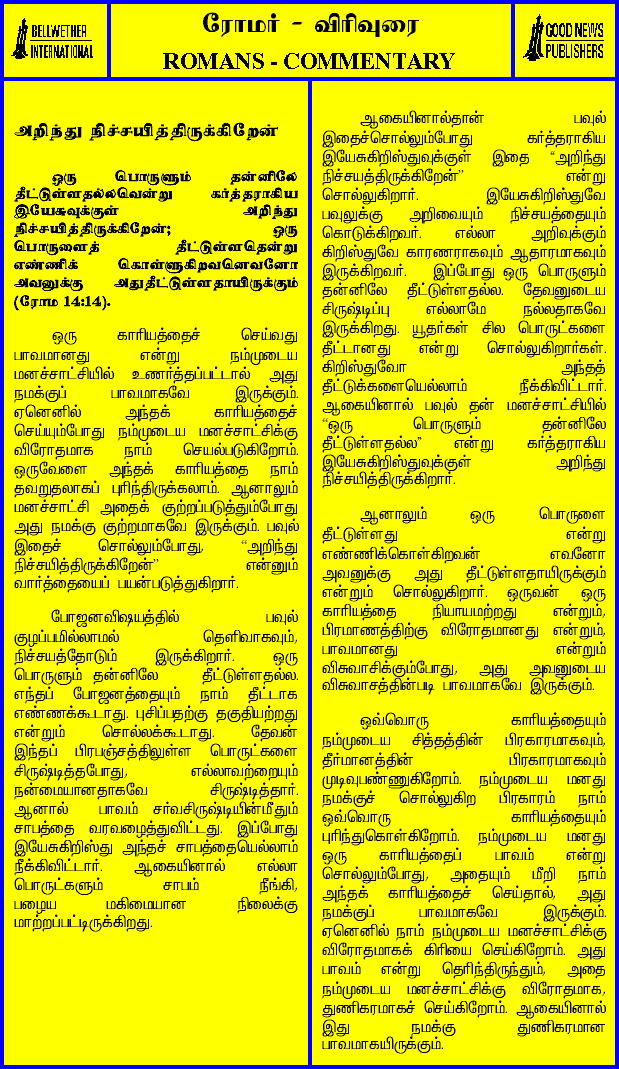 BELLWETHER
INTERNATIONAL
ரோமர் - விரிவுரை
ROMANS - COMMENTARY
GOOD NEWS
PUBLISHERS
அறிந்து நிச்சயித்திருக்கிறேன்
ஒரு பொருளும் தன்னிலே
தீட்டுள்ளதல்லவென்று கர்த்தராகிய
இயேசுவுக்குள் அறிந்து
நிச்சயித்திருக்கிறேன்; ஒரு
பொருளைத் தீட்டுள்ளதென்று
எண்ணிக் கொள்ளுகிறவனெவனோ
அவனுக்கு அதுதீட்டுள்ளதாயிருக்கும்
(ரோம 14:14).
ஒரு காரியத்தைச் செய்வது
பாவமானது என்று நம்முடைய
மனச்சாட்சியில் உணர்த்தப்பட்டால் அது
நமக்குப் பாவமாகவே இருக்கும்.
ஏனெனில் அந்தக் காரியத்தைச்
செய்யும்போது நம்முடைய மனச்சாட்சிக்கு
விரோதமாக நாம் செயல்படுகிறோம்.
ஒருவேளை அந்தக் காரியத்தை நாம்
தவறுதலாகப் புரிந்திருக்கலாம். ஆனாலும்
மனச்சாட்சி அதைக் குற்றப்படுத்தும்போது
அது நமக்கு குற்றமாகவே இருக்கும். பவுல்
இதைச் சொல்லும்போது, “அறிந்து
நிச்சயித்திருக்கிறேன்” என்னும்
வார்த்தையைப் பயன்படுத்துகிறார்.
போஜனவிஷயத்தில் பவுல்
குழப்பமில்லாமல் தெளிவாகவும்,
நிச்சயத்தோடும் இருக்கிறார். ஒரு
பொருளும் தன்னிலே தீட்டுள்ளதல்ல.
எந்தப் போஜனத்தையும் நாம் தீட்டாக
எண்ணக்கூடாது. புசிப்பதற்கு தகுதியற்றது
என்றும் சொல்லக்கூடாது. தேவன்
இந்தப் பிரபஞ்சத்திலுள்ள பொருட்களை
சிருஷ்டித்தபோது, எல்லாவற்றையும்
நன்மையானதாகவே சிருஷ்டித்தார்.
ஆனால் பாவம் சர்வசிருஷ்டியின்மீதும்
சாபத்தை வரவழைத்துவிட்டது. இப்போது
இயேசுகிறிஸ்து அந்தச் சாபத்தையெல்லாம்
நீக்கிவிட்டார். ஆகையினால் எல்லா
பொருட்களும் சாபம் நீங்கி,
பழைய மகிமையான நிலைக்கு
மாற்றப்பட்டிருக்கிறது.
ஆகையினால்தான் பவுல்
இதைச்சொல்லும்போது கர்த்தராகிய
இயேசுகிறிஸ்துவுக்குள் இதை “அறிந்து
நிச்சயத்திருக்கிறேன்” என்று
சொல்லுகிறார். இயேசுகிறிஸ்துவே
பவுலுக்கு அறிவையும் நிச்சயத்தையும்
கொடுக்கிறவர். எல்லா அறிவுக்கும்
கிறிஸ்துவே காரணராகவும் ஆதாரமாகவும்
இருக்கிறவர். இப்போது ஒரு பொருளும்
தன்னிலே தீட்டுள்ளதல்ல. தேவனுடைய
சிருஷ்டிப்பு எல்லாமே நல்லதாகவே
இருக்கிறது. யூதர்கள் சில பொருட்களை
தீட்டானது என்று சொல்லுகிறார்கள்.
கிறிஸ்துவோ அந்தத்
தீட்டுக்களையெல்லாம் நீக்கிவிட்டார்.
ஆகையினால் பவுல் தன் மனச்சாட்சியில்
“ஒரு பொருளும் தன்னிலே
தீட்டுள்ளதல்ல” என்று கர்த்தராகிய
இயேசுகிறிஸ்துவுக்குள் அறிந்து
நிச்சயித்திருக்கிறார்.
ஆனாலும் ஒரு பொருளை
தீட்டுள்ளது என்று
எண்ணிக்கொள்கிறவன் எவனோ
அவனுக்கு அது தீட்டுள்ளதாயிருக்கும்
என்றும் சொல்லுகிறார். ஒருவன் ஒரு
காரியத்தை நியாயமற்றது என்றும்,
பிரமாணத்திற்கு விரோதமானது என்றும்,
பாவமானது என்றும்
விசுவாசிக்கும்போது, அது அவனுடைய
விசுவாசத்தின்படி பாவமாகவே இருக்கும்.
ஒவ்வொரு காரியத்தையும்
நம்முடைய சித்தத்தின் பிரகாரமாகவும்,
தீர்மானத்தின் பிரகாரமாகவும்
முடிவுபண்ணுகிறோம். நம்முடைய மனது
நமக்குச் சொல்லுகிற பிரகாரம் நாம்
ஒவ்வொரு காரியத்தையும்
புரிந்துகொள்கிறோம். நம்முடைய மனது
ஒரு காரியத்தைப் பாவம் என்று
சொல்லும்போது, அதையும் மீறி நாம்
அந்தக் காரியத்தைச் செய்தால், அது
நமக்குப் பாவமாகவே இருக்கும்.
ஏனெனில் நாம் நம்முடைய மனச்சாட்சிக்கு
விரோதமாகக் கிரியை செய்கிறோம். அது
பாவம் என்று தெரிந்திருந்தும், அதை
நம்முடைய மனச்சாட்சிக்கு விரோதமாக,
துணிகரமாகச் செய்கிறோம். ஆகையினால்
இது நமக்கு துணிகரமான
பாவமாகயிருக்கும்.